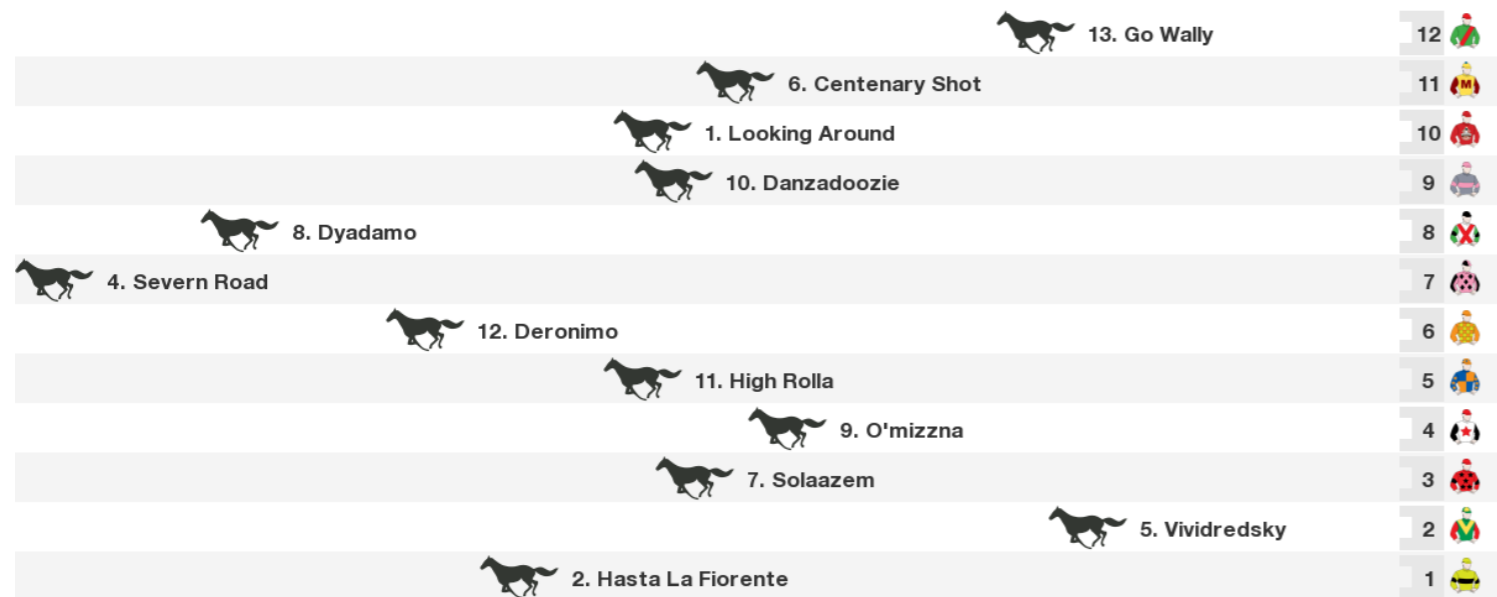 13. Go Wally 12
6. Centenary Shot 11 M
1. Looking Around 10
10. Danzadoozie 9
8. Dyadamo 8
4. Severn Road 7
12. Deronimo 6
11. High Rolla 5
9. O'mizzna 4
7. Solaazem 3
5. Vividredsky 2
2. Hasta La Fiorente 1